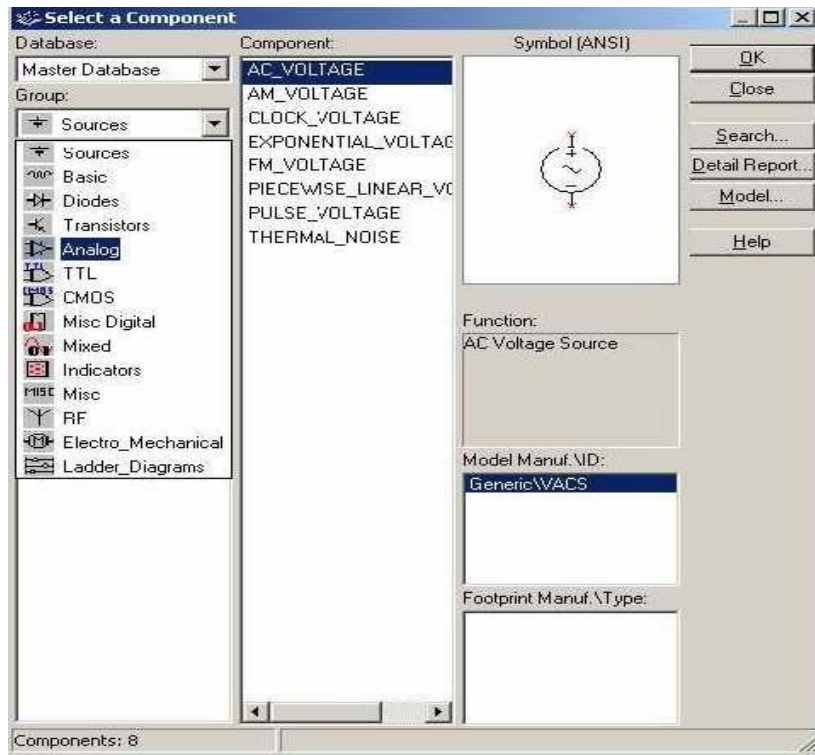 Select a Component
Database:
Master Database
Group:
Sources
Sources
Basic
Diodes
Transistors
Analog
TTL
CMOS
Misc Digital
Mixed
Indicators
MISC Misc
RF
Electro_Mechanical
Ladder_Diagrams
Component:
AC_VOLTAGE
AM_VOLTAGE
CLOCK_VOLTAGE
EXPONENTIAL_VOLTAG
FM_VOLTAGE
PIECEWISE_LINEAR_VO
PULSE_VOLTAGE
THERMAL_NOISE
Symbol (ANSI)
Function:
AC Voltage Source
Model Manuf.\ID:
Generic\VACS
Footprint Manuf.\Type:
OK
Close
Search...
Detail Report...
Model...
Help
Components: 8